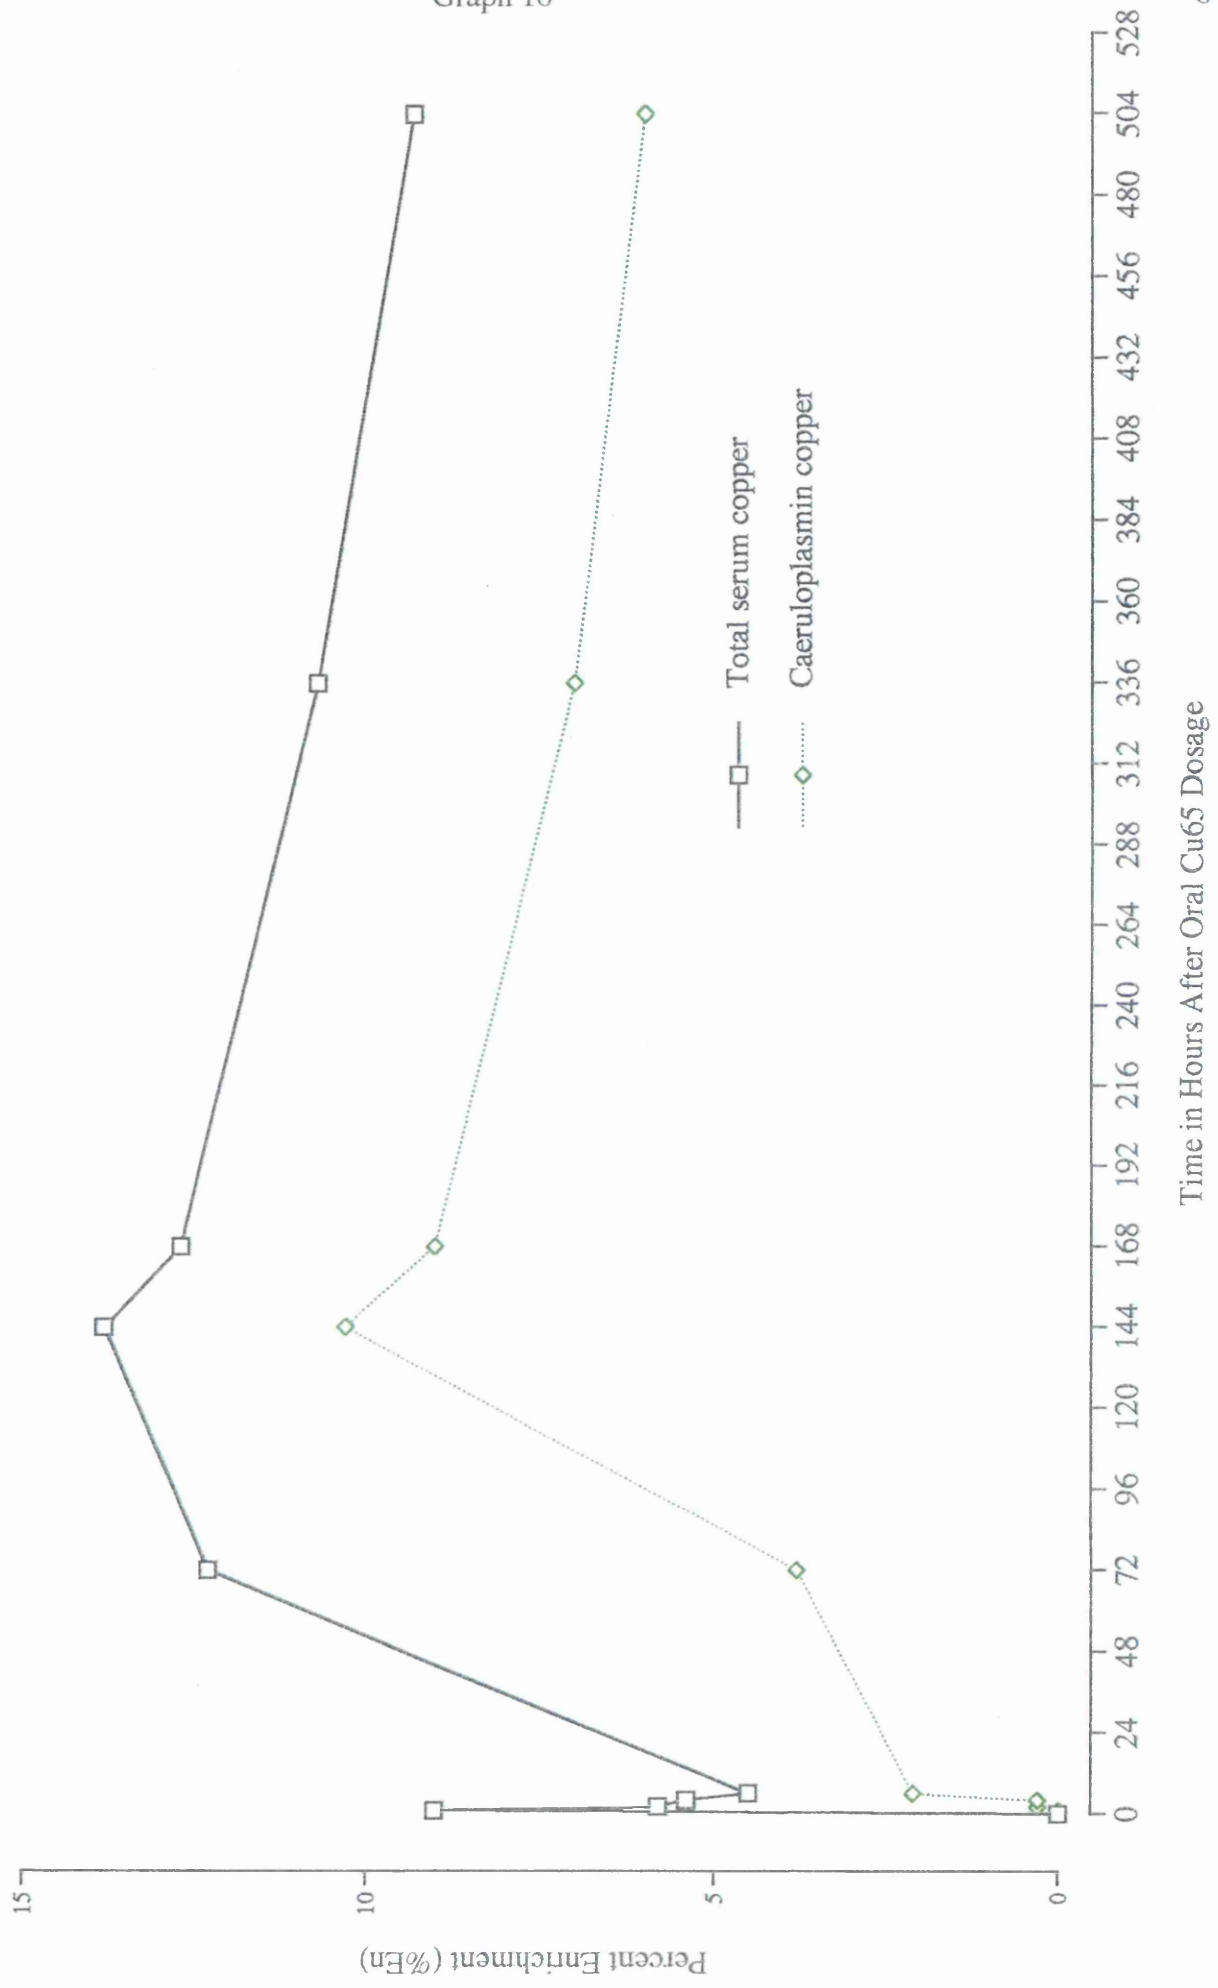 Graph 10
Percent Enrichment (%En)
15
10
5
0
Total serum copper
Caeruloplasmin copper
0 24 48 72 96 120 144 168 192 216 240 264 288 312 336 360 384 408 432 456 480 504 528
Time in Hours After Oral Cu65 Dosage